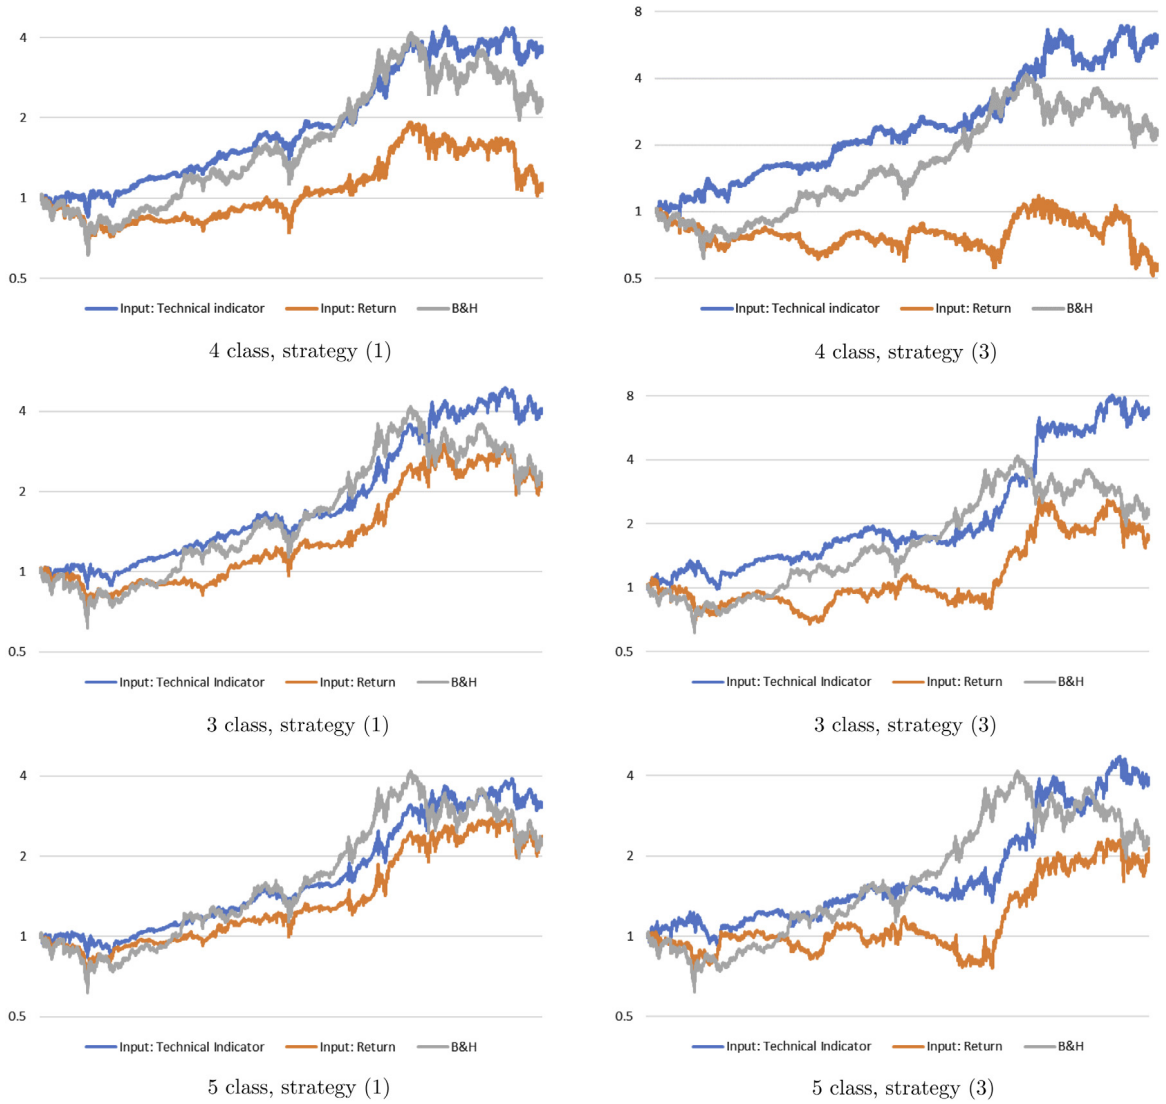 4
2
1
0.5
Input: Technical indicator Input: Return B&H
4 class, strategy (1)
8
4
2
1
0.5
Input: Technical indicator Input: Return B&H
4 class, strategy (3)
4
2
1
0.5
Input: Technical Indicator Input: Return B&H
3 class, strategy (1)
8
4
2
1
0.5
Input: Technical Indicator Input: Return B&H
3 class, strategy (3)
4
2
1
0.5
Input: Technical Indicator Input: Return B&H
5 class, strategy (1)
4
2
1
0.5
Input: Technical Indicator Input: Return B&H
5 class, strategy (3)